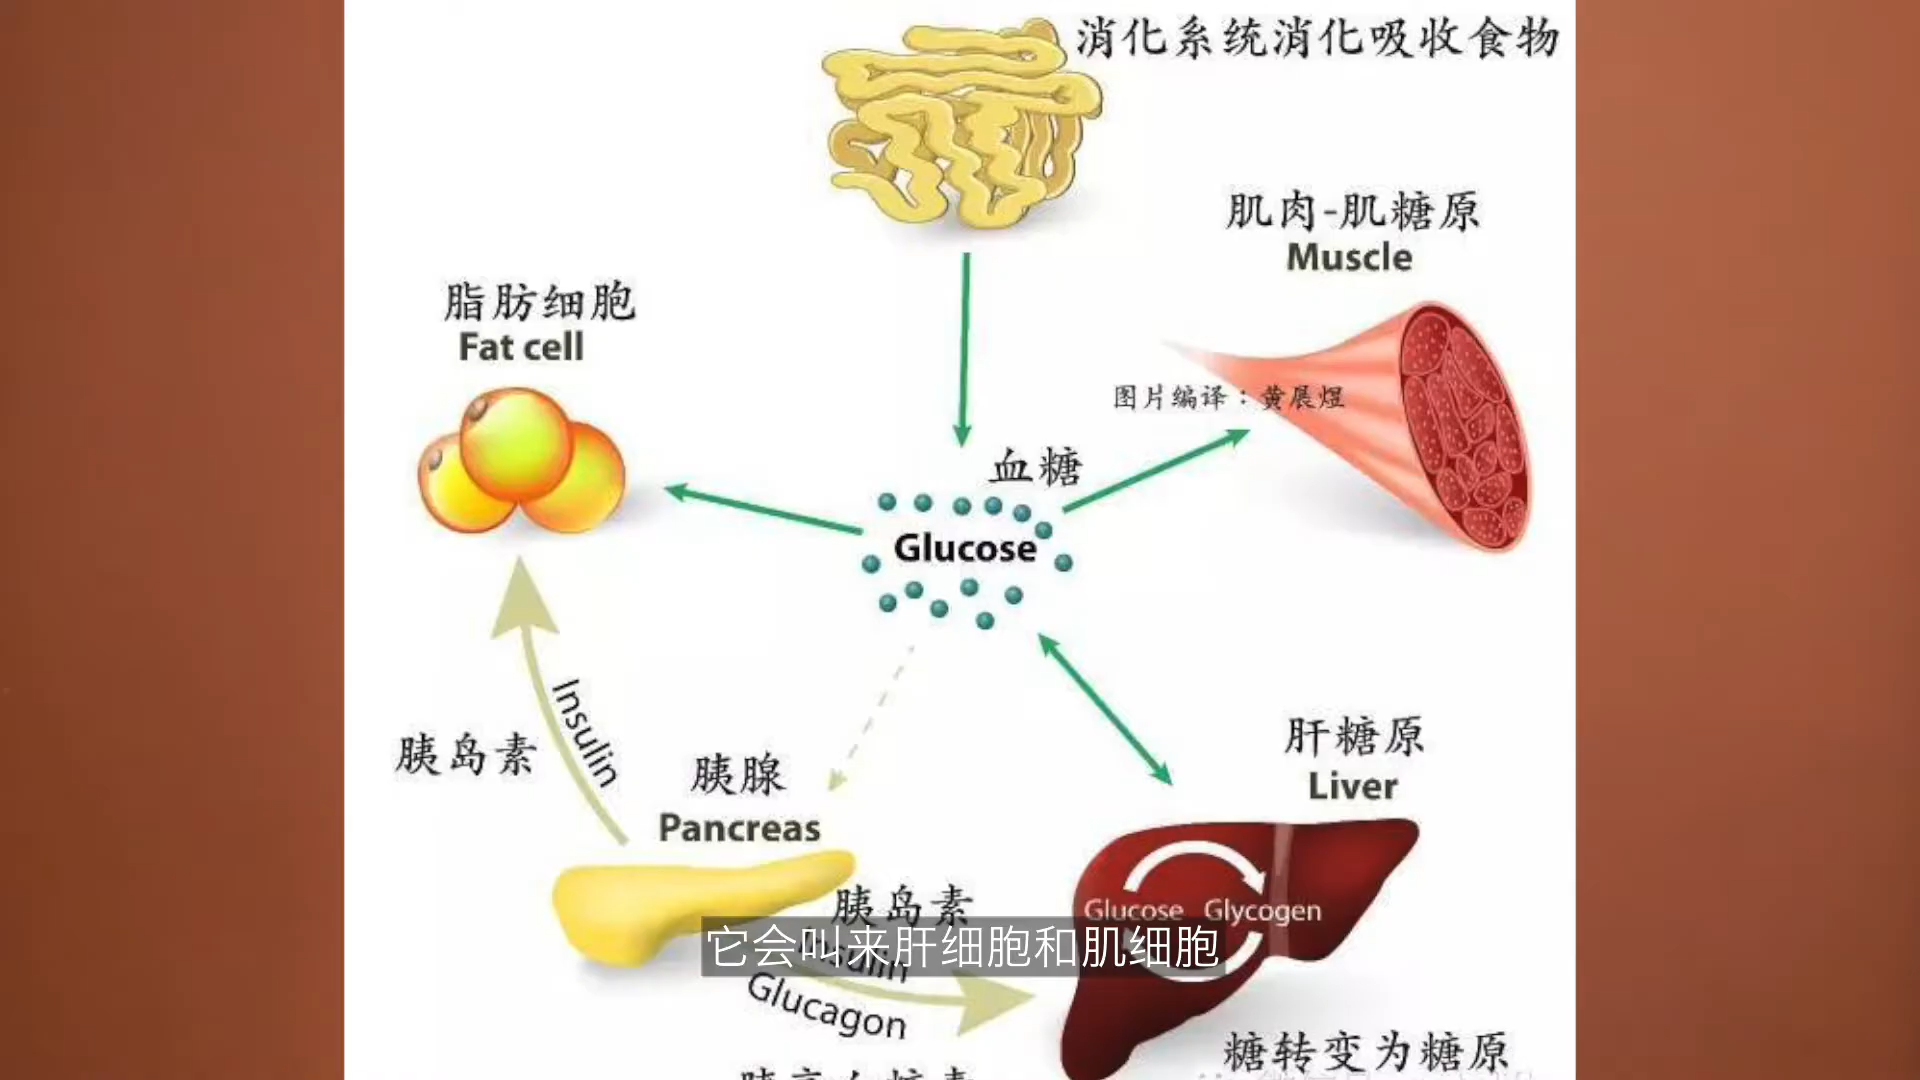 消化系统消化吸收食物
肌肉-肌糖原
Muscle
脂肪细胞
Fat cell
图片编译：黄晨煜
血糖
Glucose
Insulin
胰岛素
胰腺
Pancreas
肝糖原
Liver
胰岛素
Glucose Glycogen
它会叫来肝细胞和肌细胞
Insulin
Glucagon
糖转变为糖原